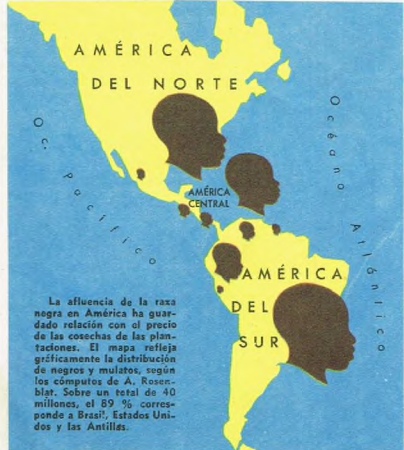 AMÉRICA
DEL NORTE
Oc. Pacífico
Océano Atlántico
AMÉRICA
CENTRAL
AMÉRICA
DEL
SUR
La afluencia de la raza
negra en América ha guar-
dado relación con el precio
de las cosechas de las plan-
taciones. El mapa refleja
gráficamente la distribución
de negros y mulatos, según
los cómputos de A. Rosen-
blat. Sobre un total de 40
millones, el 89 % corres-
ponde a Brasil, Estados Uni-
dos y las Antillas.